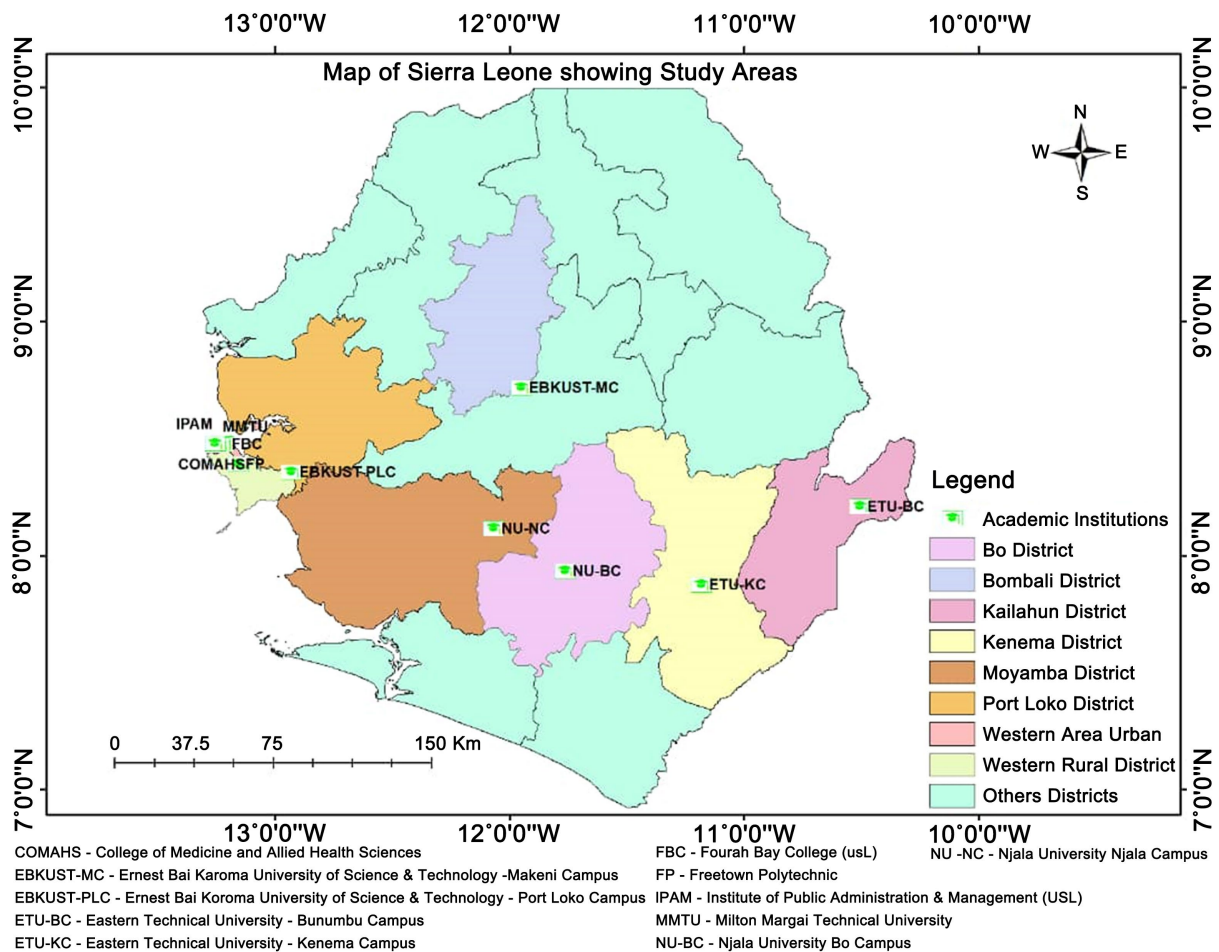 13°0'0"W 12°0'0"W 11°0'0"W 10°0'0"W
Map of Sierra Leone showing Study Areas
10°0'0"N 10°0'0"N
N
W E
S
9°0'0"N 9°0'0"N
EBKUST-MC
IPAM MMTU
FBC
COMAHS FP
EBKUST-PLC
NU-NC
NU-BC
ETU-KC
ETU-BC
8°0'0"N 8°0'0"N
Legend
Academic Institutions
Bo District
Bombali District
Kailahun District
Kenema District
Moyamba District
Port Loko District
Western Area Urban
Western Rural District
Others Districts
0 37.5 75 150 Km
7°0'0"N 7°0'0"N
13°0'0"W 12°0'0"W 11°0'0"W 10°0'0"W
COMAHS - College of Medicine and Allied Health Sciences
EBKUST-MC - Ernest Bai Karoma University of Science & Technology -Makeni Campus
EBKUST-PLC - Ernest Bai Koroma University of Science & Technology - Port Loko Campus
ETU-BC - Eastern Technical University - Bunumbu Campus
ETU-KC - Eastern Technical University - Kenema Campus
FBC - Fourah Bay College (usL)
FP - Freetown Polytechnic
IPAM - Institute of Public Administration & Management (USL)
MMTU - Milton Margai Technical University
NU-BC - Njala University Bo Campus
NU -NC - Njala University Njala Campus